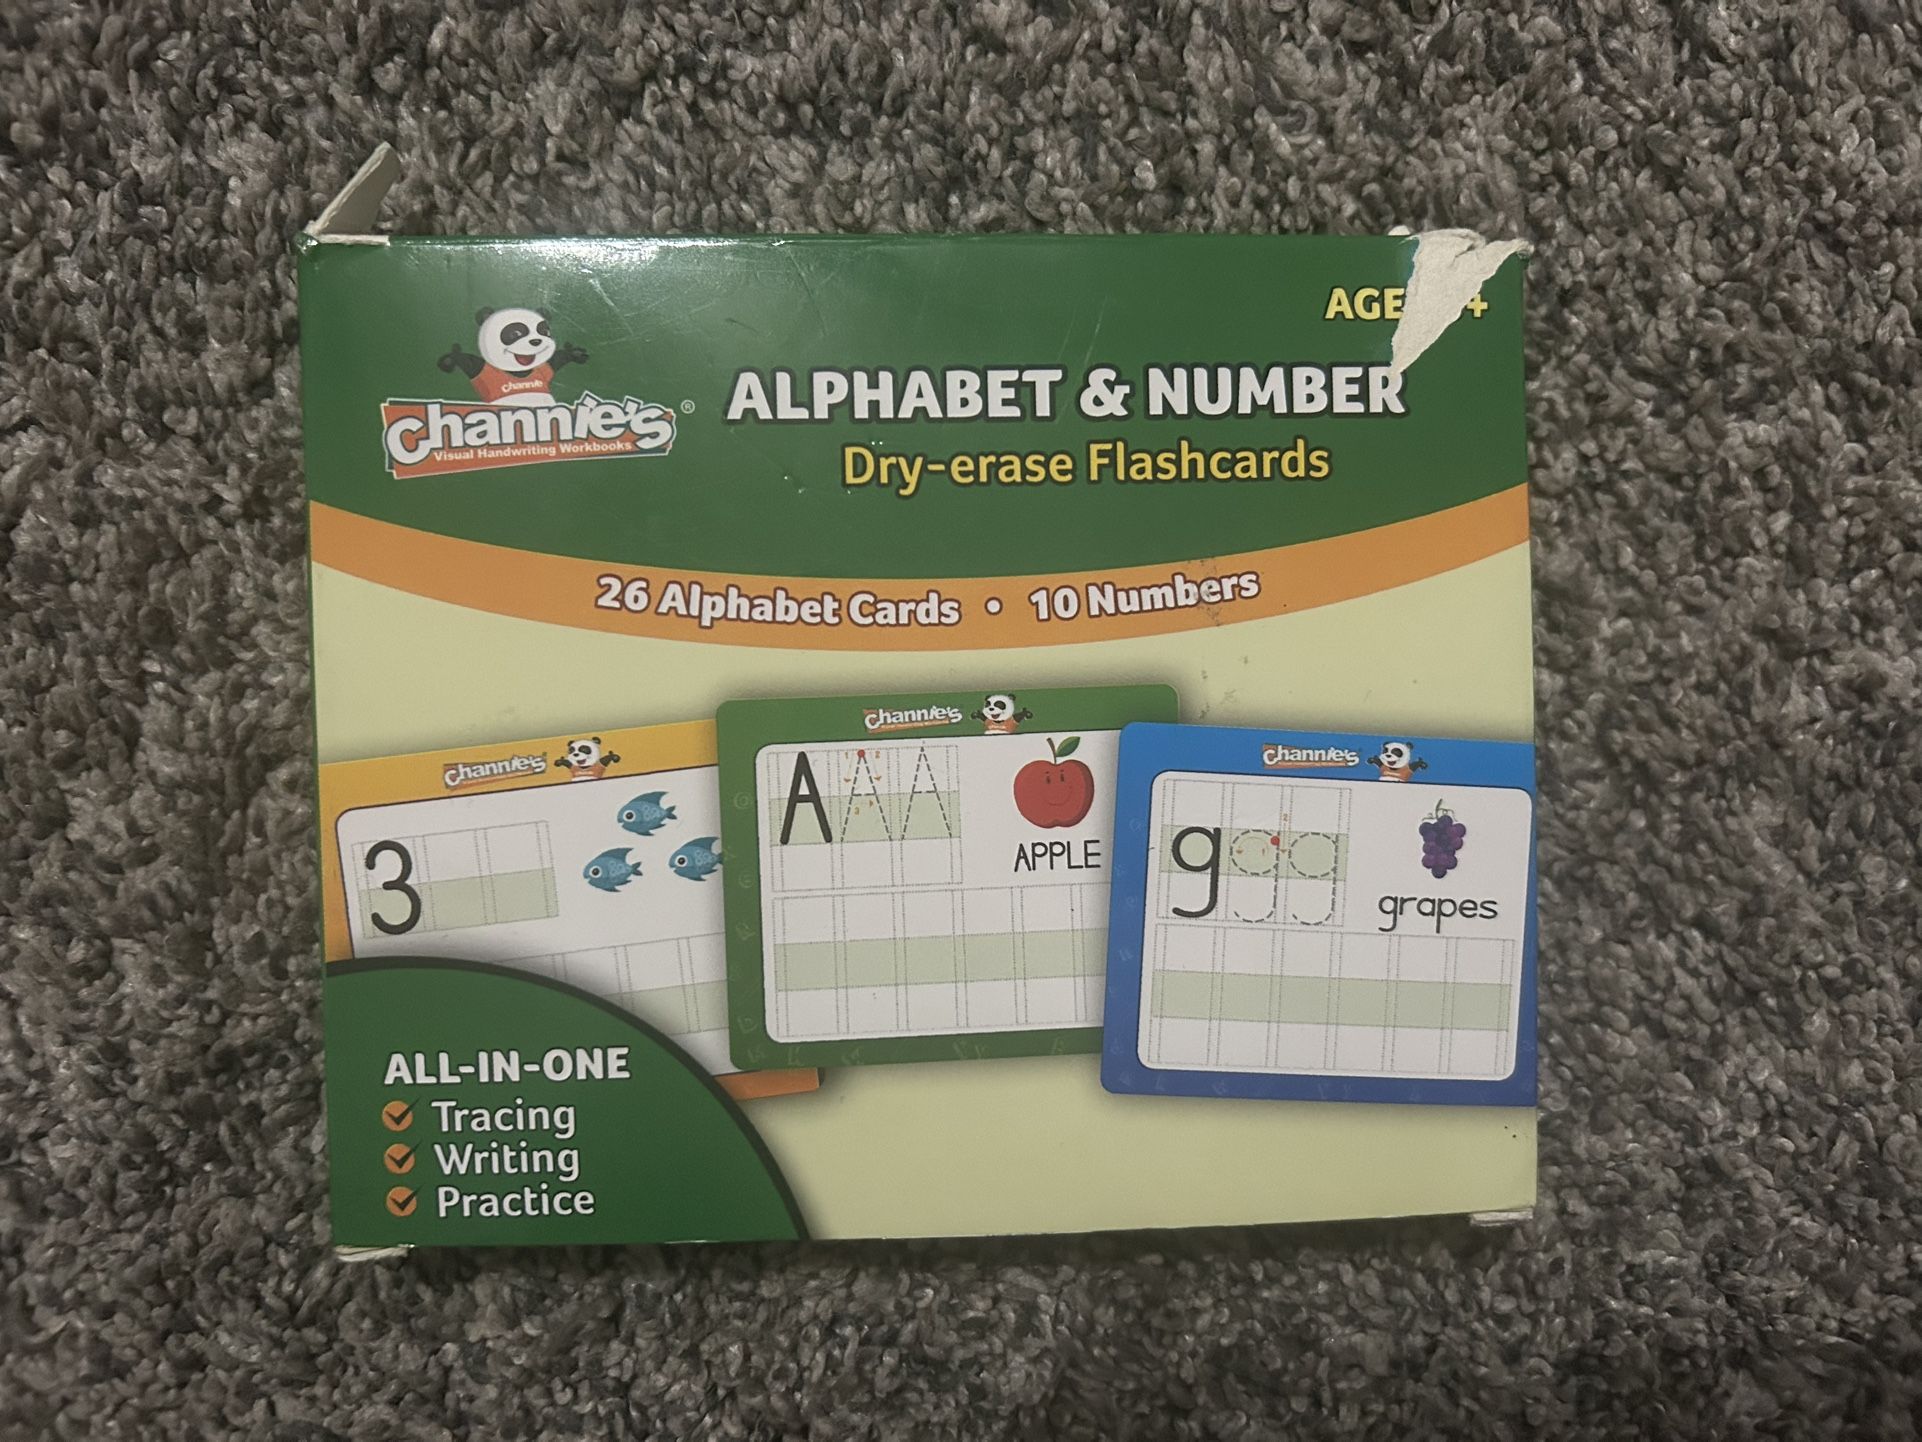 AGE
Channie
channie's®
Visual Handwriting Workbooks
ALPHABET & NUMBER
Dry-erase Flashcards
26 Alphabet Cards • 10 Numbers
channie's
3
channie's
A A A
APPLE
channie's
g g g
grapes
ALL-IN-ONE
Tracing
Writing
Practice